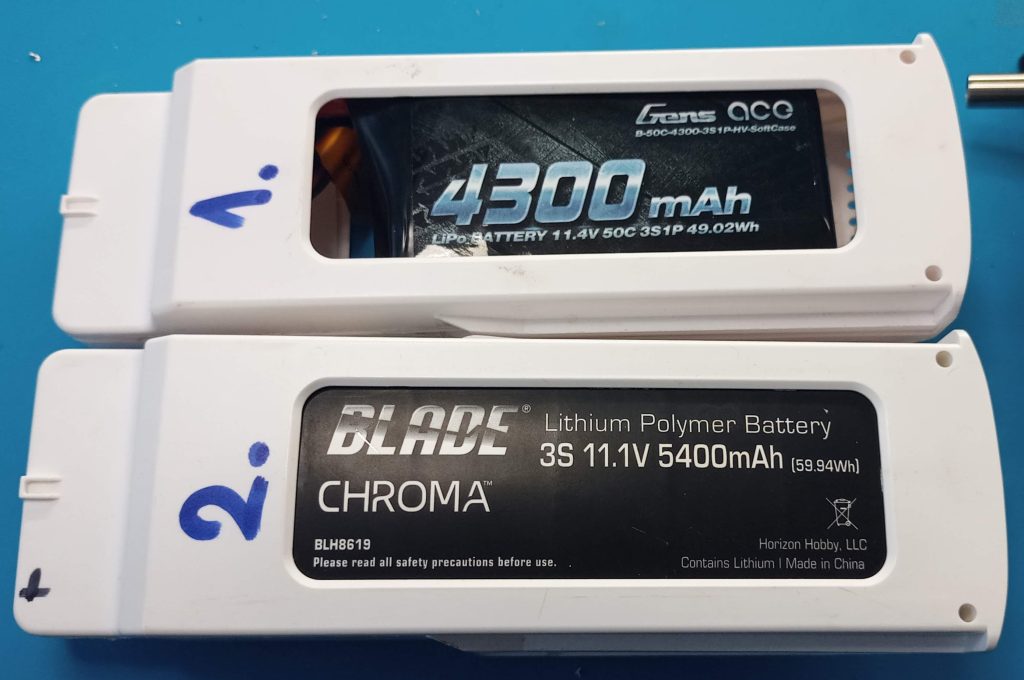 1.
Gens ace
B-50C-4300-3S1P-HV-SoftCase
4300 mAh
LiPo BATTERY 11.4V 50C 3S1P 49.02Wh
2.
+
BLADE®
Lithium Polymer Battery
3S 11.1V 5400mAh (59.94Wh)
CHROMA™
BLH8619
Please read all safety precautions before use.
Horizon Hobby, LLC
Contains Lithium | Made in China